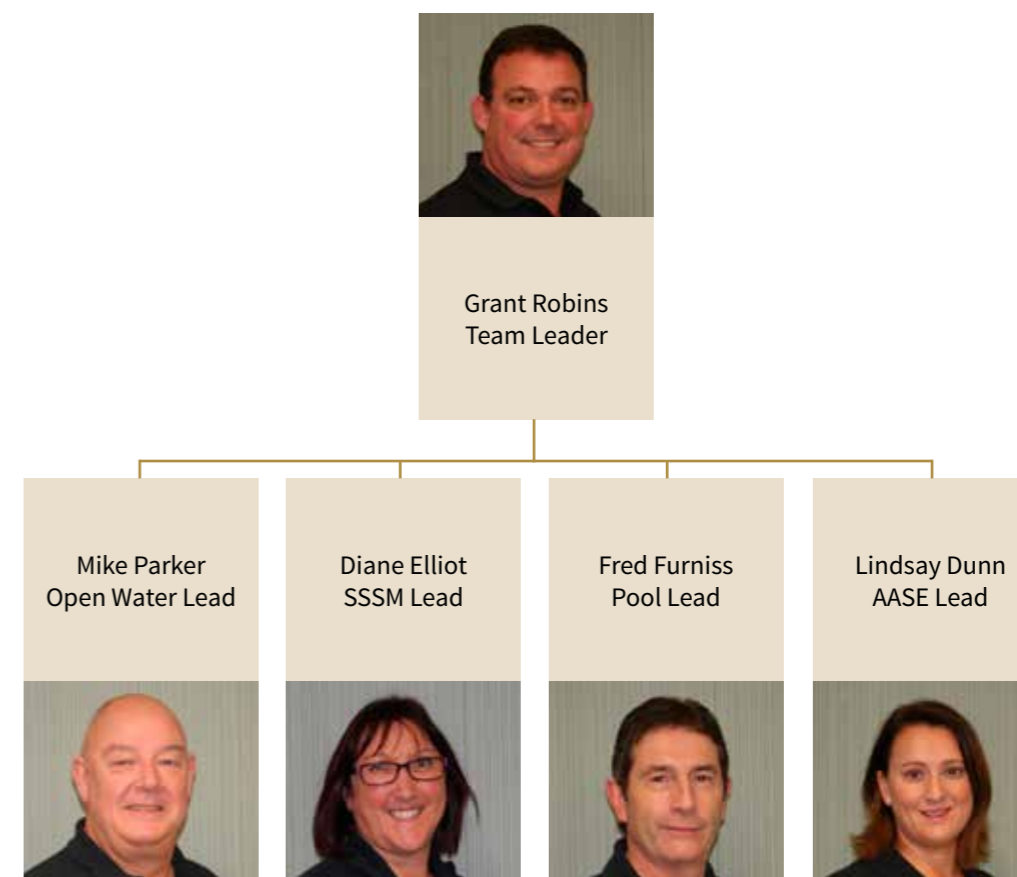 Grant Robins
Team Leader
Mike Parker
Open Water Lead
Diane Elliot
SSSM Lead
Fred Furniss
Pool Lead
Lindsay Dunn
AASE Lead